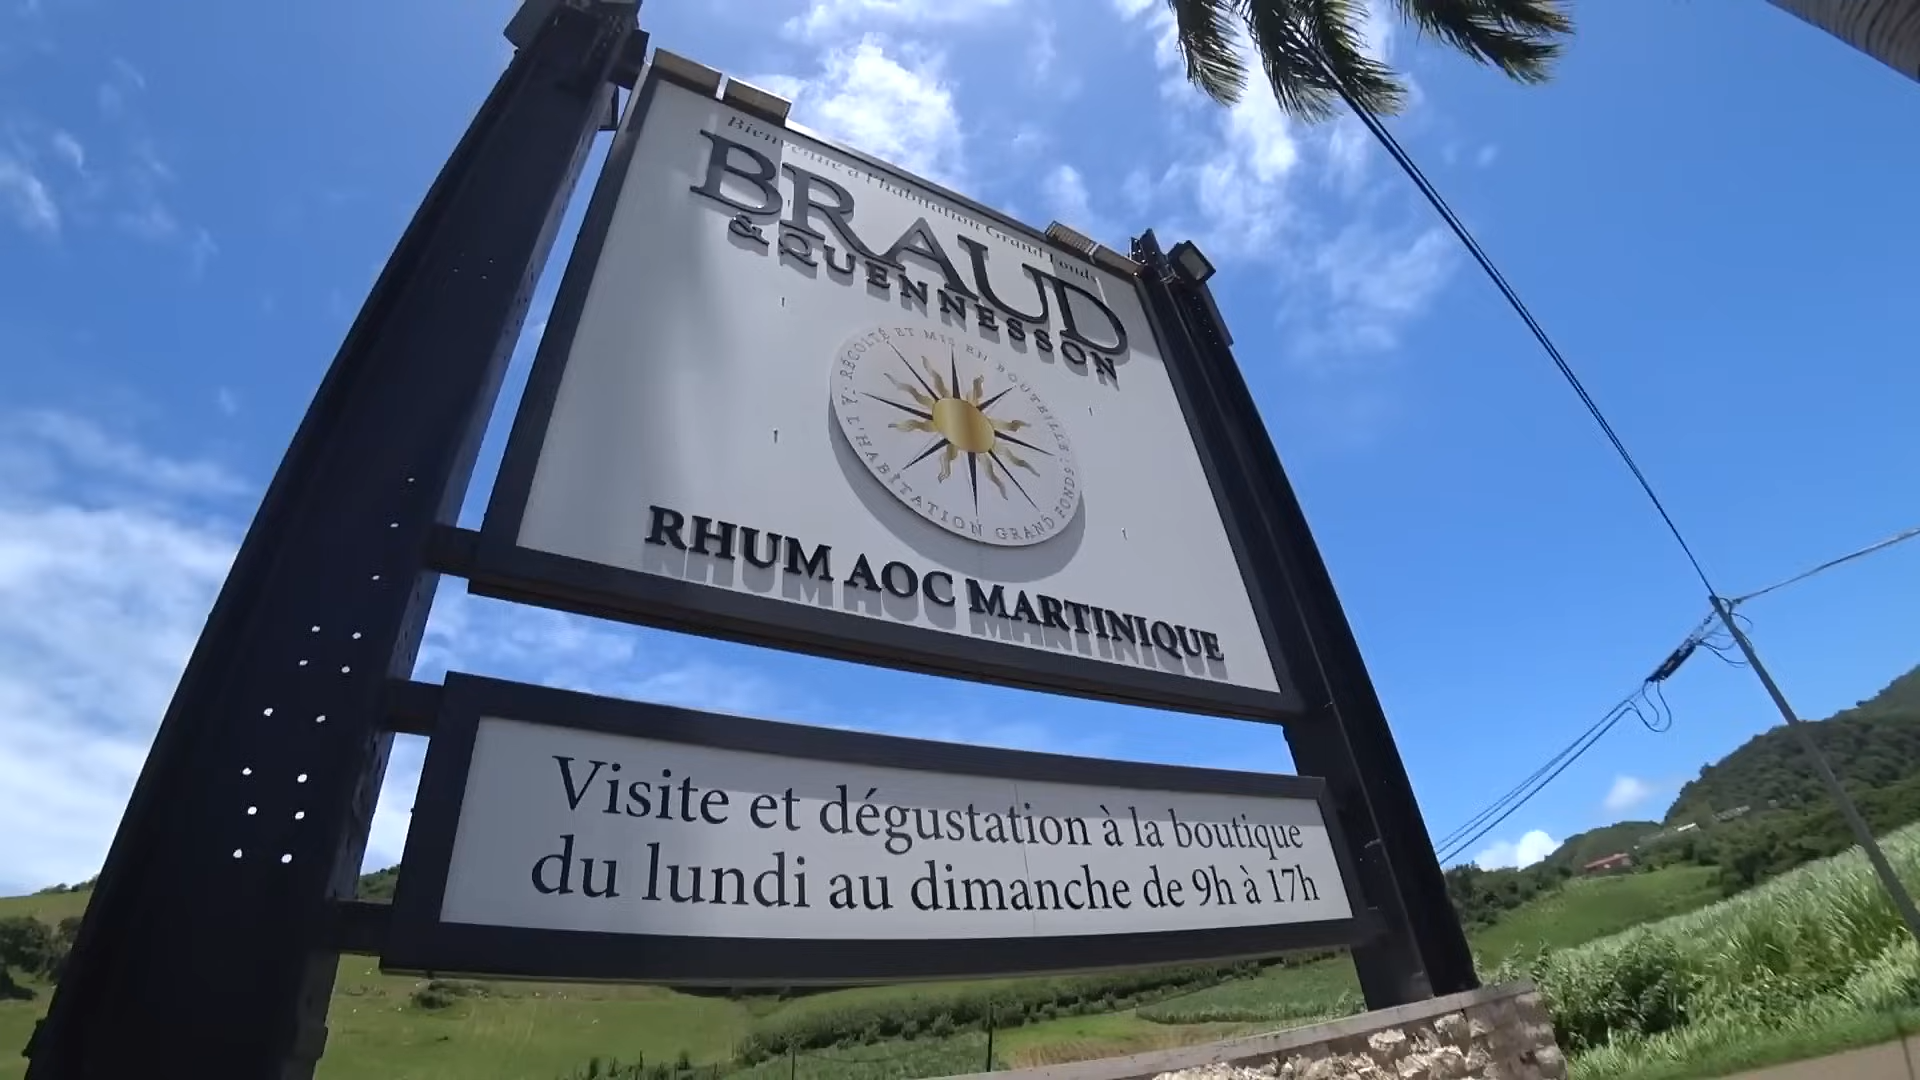 Bienvenue à l'habitation Grand Fonds
BRAUD
& QUENNESSON
RÉCOLTÉ ET MIS EN BOUTEILLE
À L'HABITATION GRAND FONDS
RHUM AOC MARTINIQUE
Visite et dégustation à la boutique
du lundi au dimanche de 9h à 17h